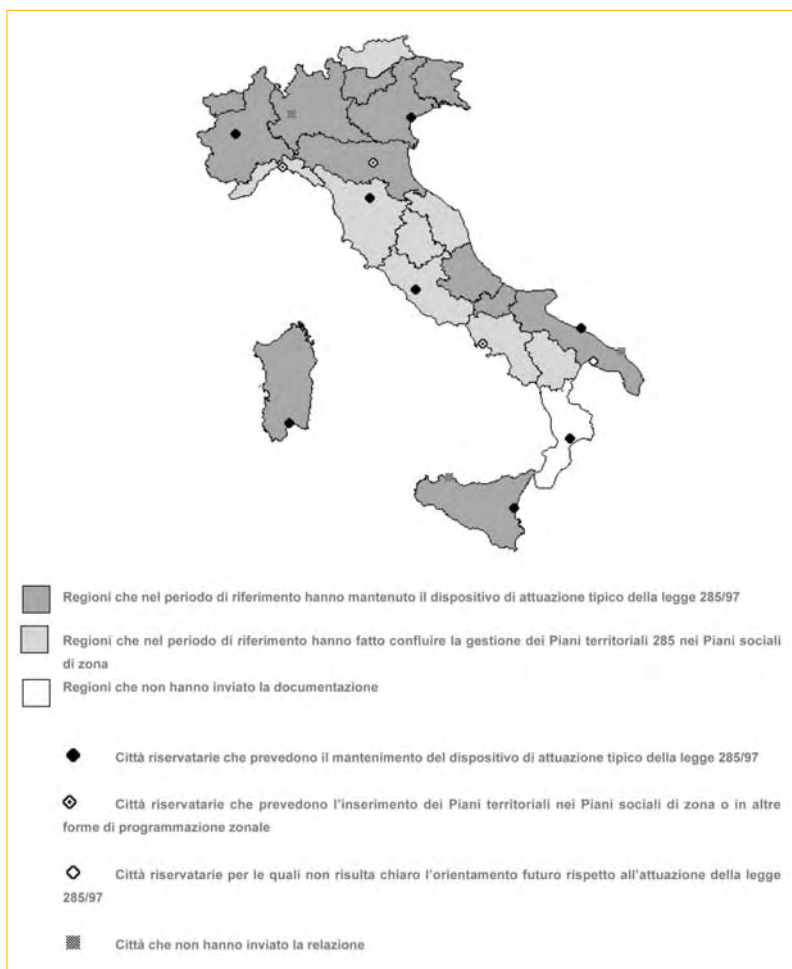 Regioni che nel periodo di riferimento hanno mantenuto il dispositivo di attuazione tipico della legge 285/97
Regioni che nel periodo di riferimento hanno fatto confluire la gestione dei Piani territoriali 285 nei Piani sociali
di zona
Regioni che non hanno inviato la documentazione
Città riservatarie che prevedono il mantenimento del dispositivo di attuazione tipico della legge 285/97
Città riservatarie che prevedono l'inserimento dei Piani territoriali nei Piani sociali di zona o in altre
forme di programmazione zonale
Città riservatarie per le quali non risulta chiaro l'orientamento futuro rispetto all'attuazione della legge
285/97
Città che non hanno inviato la relazione